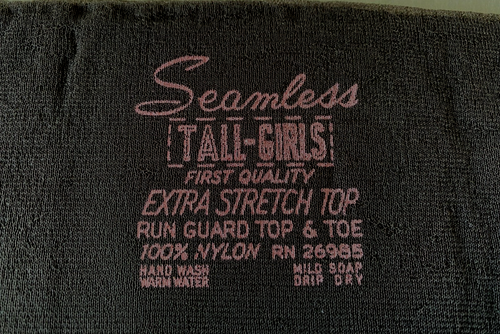 Seamless
TALL-GIRLS
FIRST QUALITY
EXTRA STRETCH TOP
RUN GUARD TOP & TOE
100% NYLON RN 26985
HAND WASH MILD SOAP
WARM WATER DRIP DRY